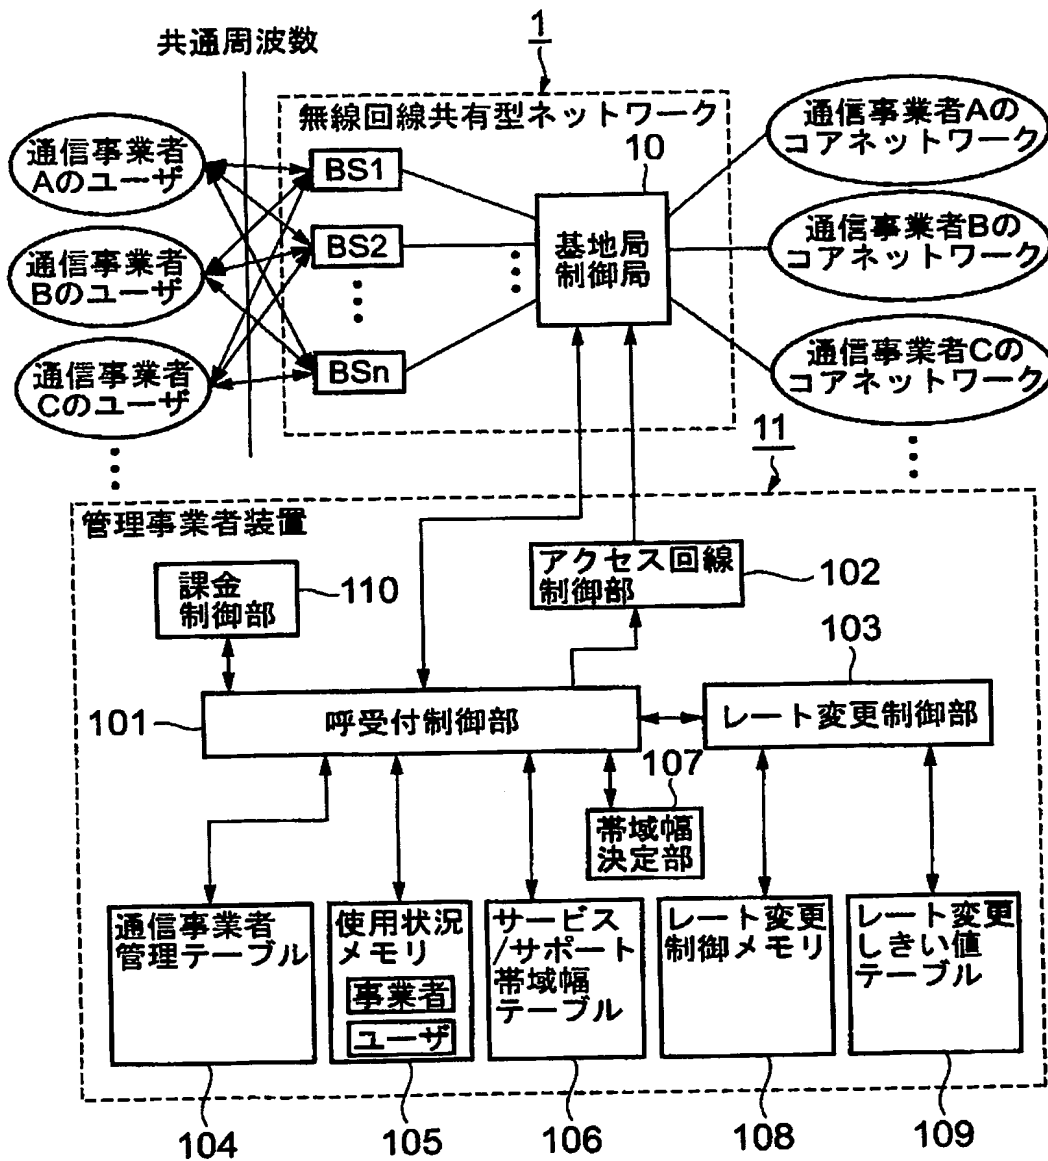 1
共通周波数
無線回線共有型ネットワーク
10
通信事業者
Aのユーザ
通信事業者
Bのユーザ
通信事業者
Cのユーザ
BS1
BS2
BSn
基地局
制御局
通信事業者Aの
コアネットワーク
通信事業者Bの
コアネットワーク
通信事業者Cの
コアネットワーク
11
管理事業者装置
課金
制御部
110
アクセス回線
制御部
102
103
101
呼受付制御部
レート変更制御部
107
帯域幅
決定部
通信事業者
管理テーブル
使用状況
メモリ
事業者
ユーザ
サービス
/サポート
帯域幅
テーブル
レート変更
制御メモリ
レート変更
しきい値
テーブル
104
105
106
108
109